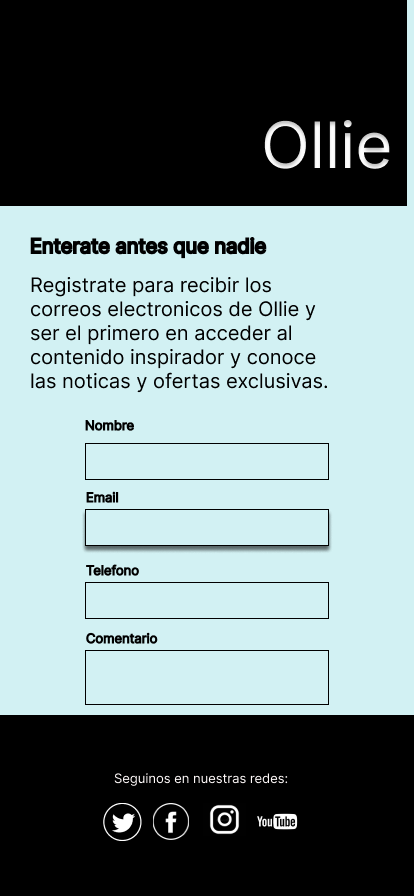 Ollie
Enterate antes que nadie
Registrate para recibir los
correos electronicos de Ollie y
ser el primero en acceder al
contenido inspirador y conoce
las noticas y ofertas exclusivas.
Nombre
Email
Telefono
Comentario
Seguinos en nuestras redes:
YouTube